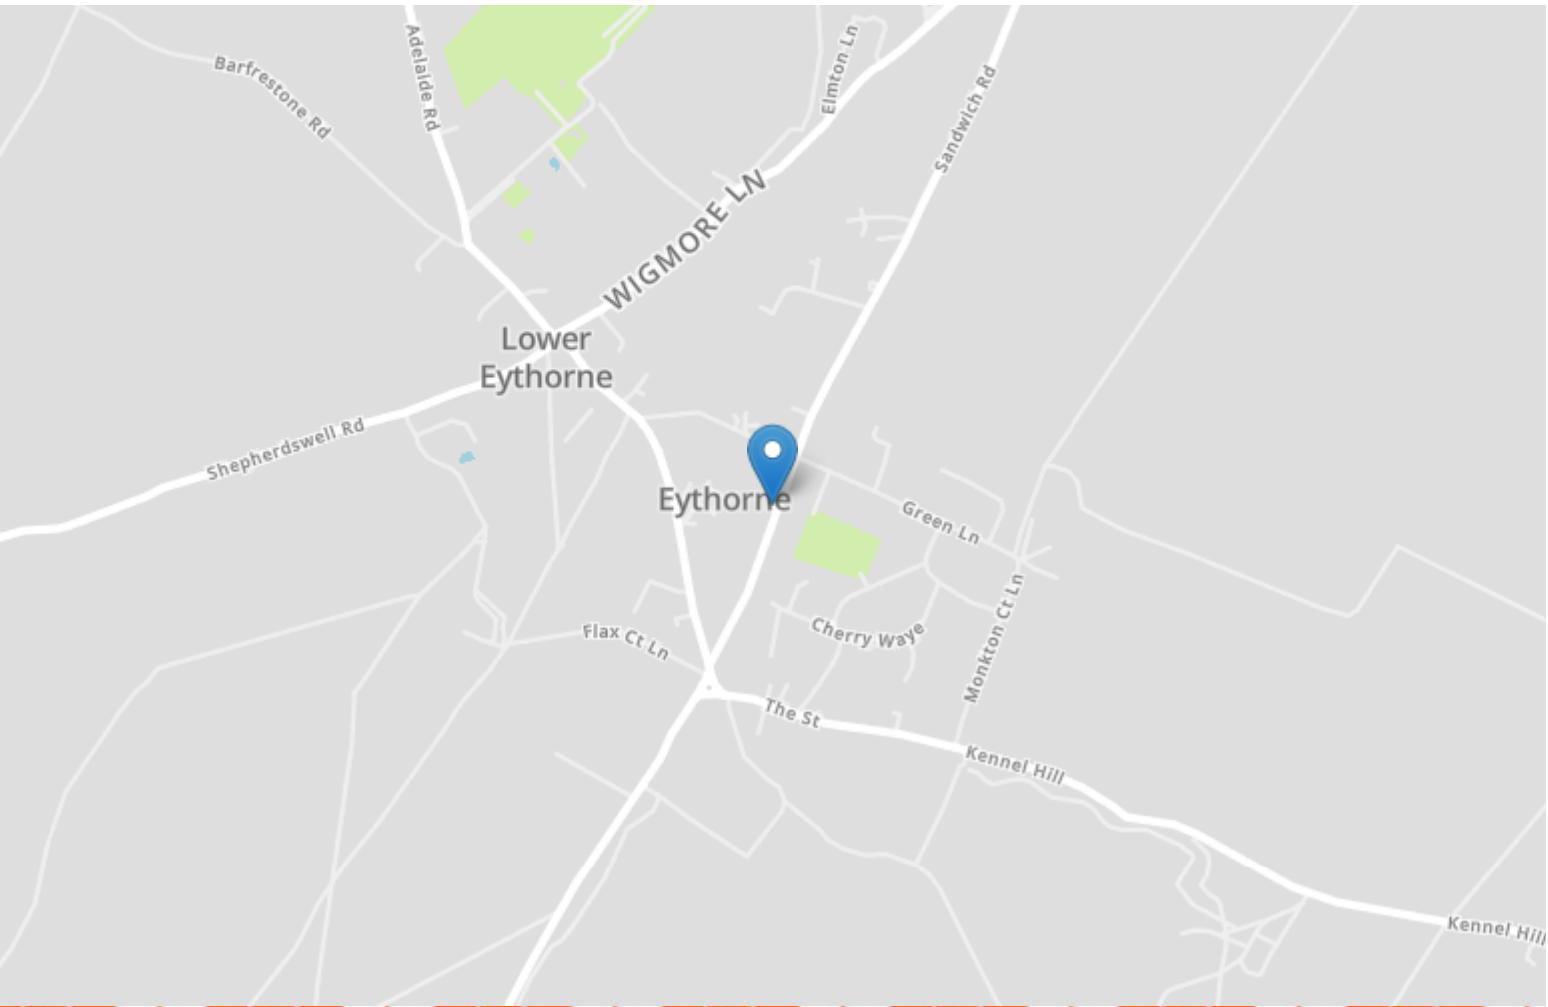 Adelaide Rd
Barfrestone Rd
Elmton Ln
Sandwich Rd
WIGMORE LN
Lower
Eythorne
Shepherdswell Rd
Eythorne
Green Ln
Flax Ct Ln
Cherry Waye
Monkton Ct Ln
The St
Kennel Hill
Kennel Hill